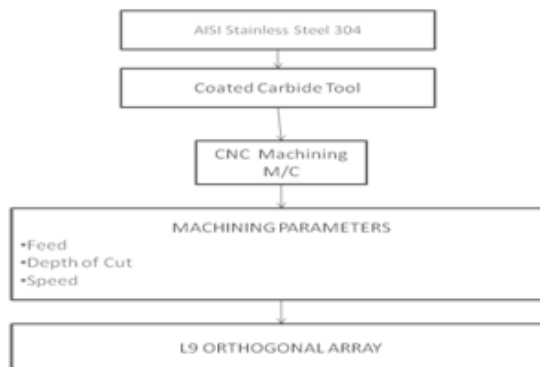 AISI Stainless Steel 304
Coated Carbide Tool
CNC Machining
M/C
MACHINING PARAMETERS
•Feed
•Depth of Cut
•Speed
L9 ORTHOGONAL ARRAY